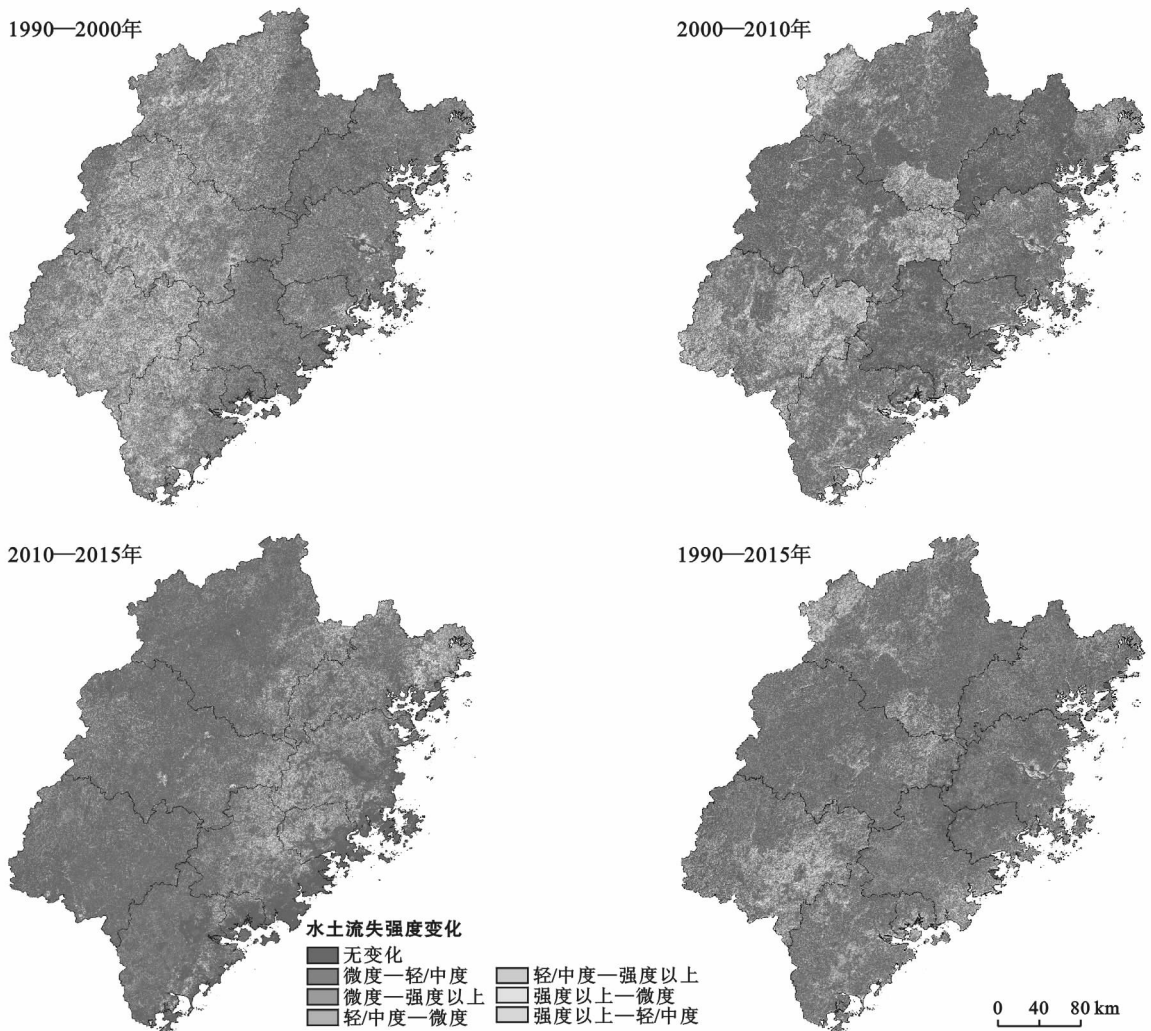 1990—2000年
2000—2010年
2010—2015年
1990—2015年
水土流失强度变化
无变化
微度—轻/中度
微度—强度以上
轻/中度—微度
轻/中度—强度以上
强度以上—微度
强度以上—轻/中度
0 40 80 km